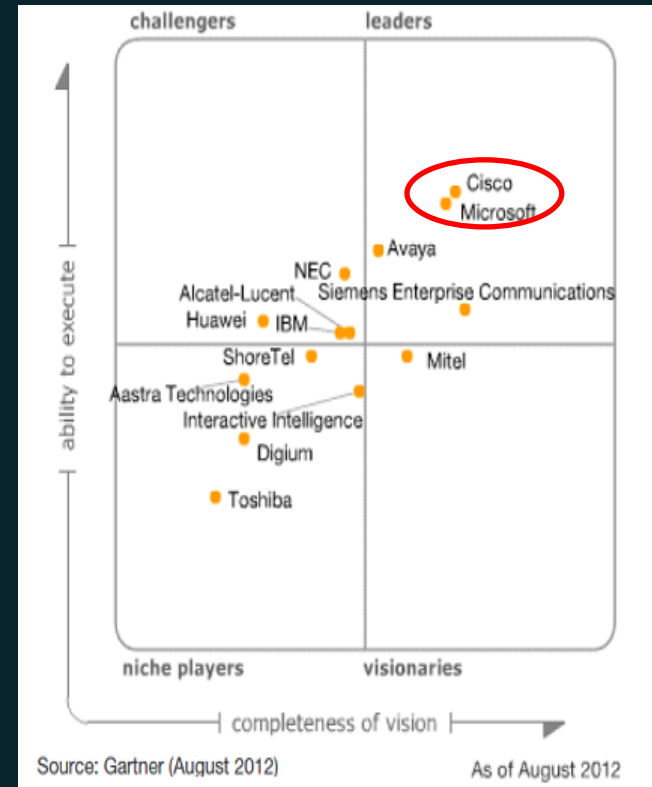 challengers leaders
Cisco
Microsoft
Avaya
NEC
Alcatel-Lucent Siemens Enterprise Communications
Huawei IBM
ShoreTel Mitel
Aastra Technologies
Interactive Intelligence
Digium
Toshiba
ability to execute
niche players visionaries
completeness of vision
Source: Gartner (August 2012) As of August 2012